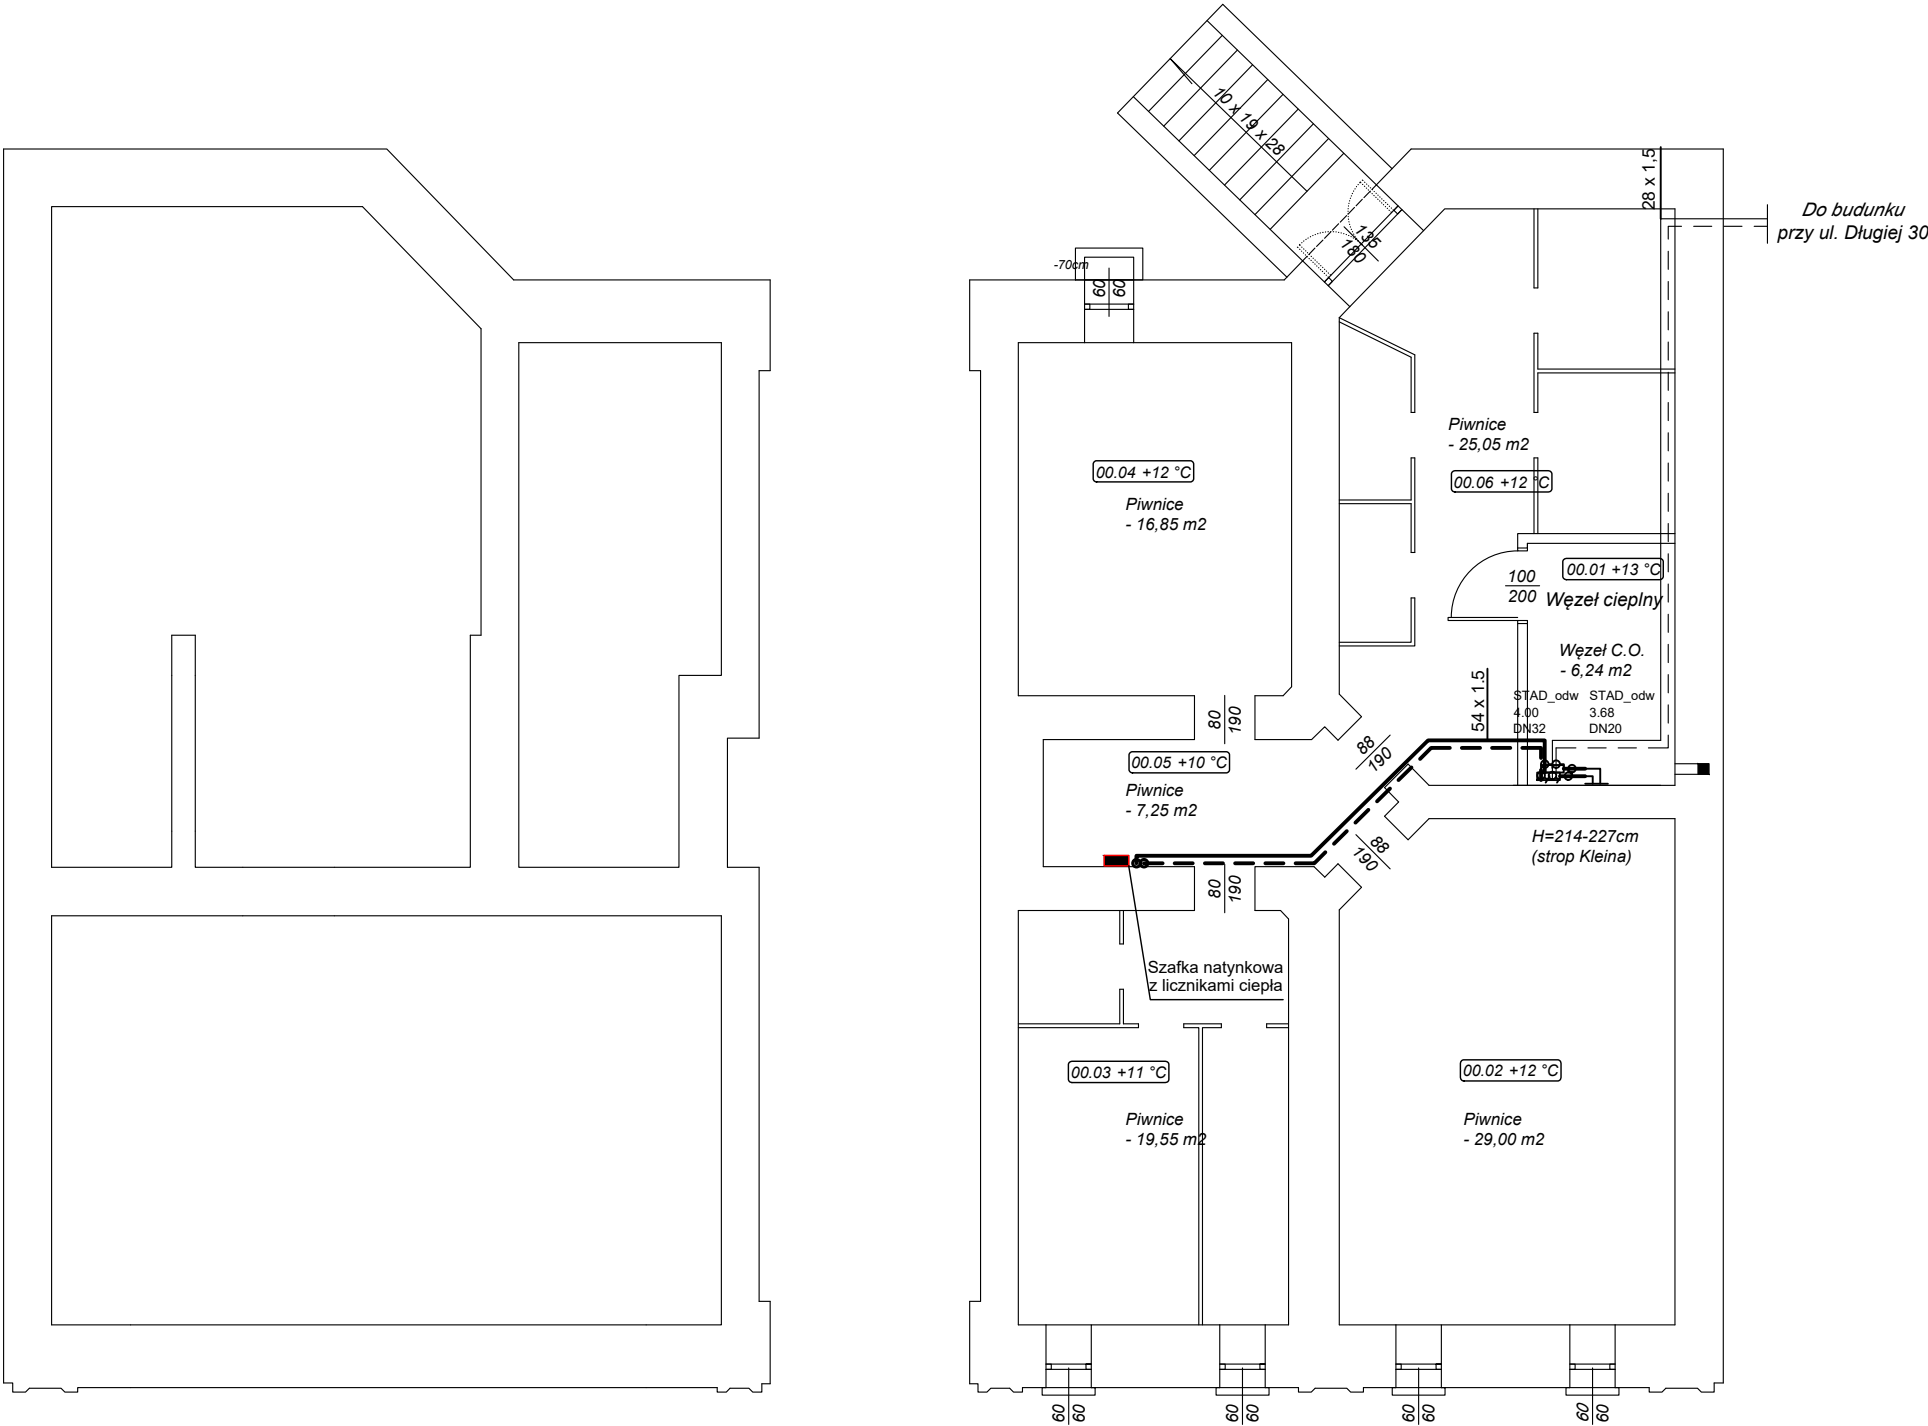 10 x 19 x 28
28 x 1,5
Do budunku
przy ul. Długiej 30
135
180
-70cm
60
60
Piwnice
- 25,05 m2
00.04 +12 °C
00.06 +12 °C
Piwnice
- 16,85 m2
00.01 +13 °C
100
200
Węzeł cieplny
Węzeł C.O.
- 6,24 m2
54 x 1.5
STAD_odw
4.00
DN32
STAD_odw
3.68
DN20
80
190
88
190
00.05 +10 °C
Piwnice
- 7,25 m2
H=214-227cm
(strop Kleina)
88
190
80
190
Szafka natynkowa
z licznikami ciepła
00.03 +11 °C
00.02 +12 °C
Piwnice
- 19,55 m2
Piwnice
- 29,00 m2
60
60
60
60
60
60
60
60